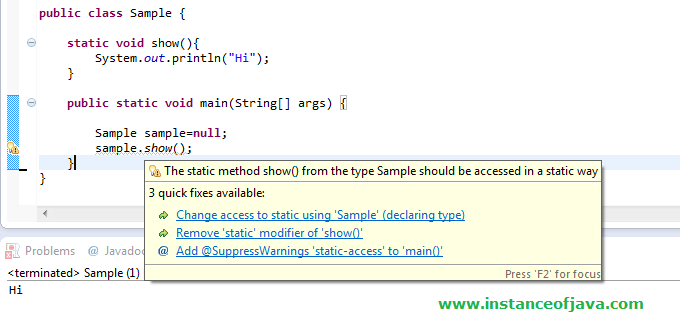 public class Sample {
static void show(){
System.out.println("Hi");
}
public static void main(String[] args) {
Sample sample=null;
sample.show();
}
}
The static method show() from the type Sample should be accessed in a static way
3 quick fixes available:
Change access to static using 'Sample' (declaring type)
Remove 'static' modifier of 'show()'
@ Add @SuppressWarnings 'static-access' to 'main()'
Press 'F2' for focus
Problems @ Javadoc
<terminated> Sample (1)
Hi
www.instanceofjava.com